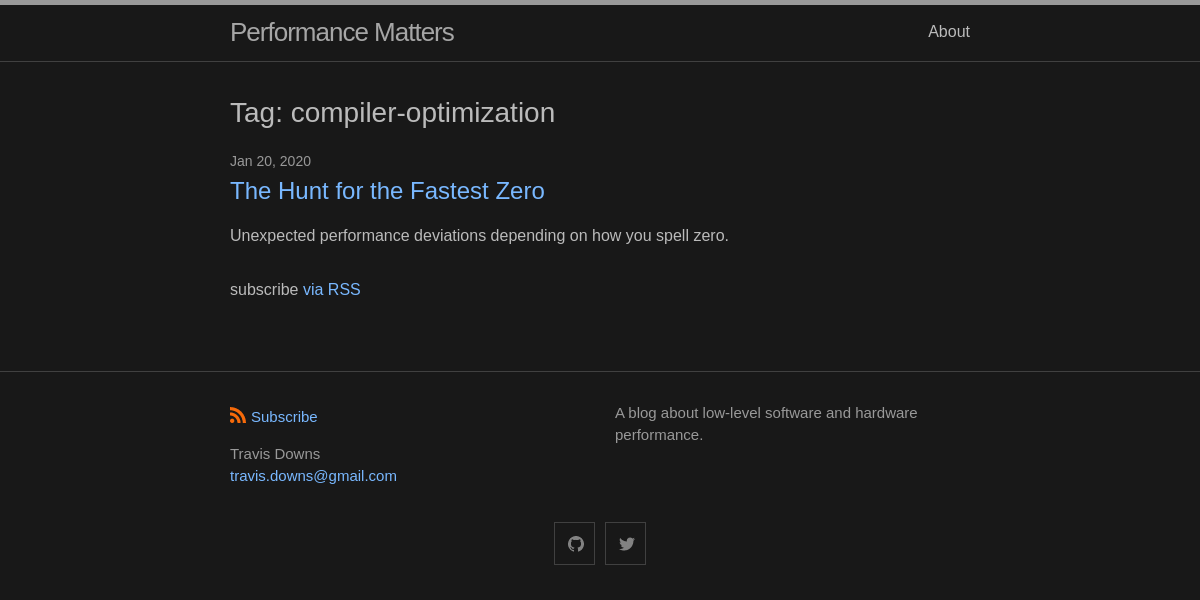 Performance Matters
About
Tag: compiler-optimization
Jan 20, 2020
The Hunt for the Fastest Zero
Unexpected performance deviations depending on how you spell zero.
subscribe via RSS
Subscribe
Travis Downs
travis.downs@gmail.com
A blog about low-level software and hardware
performance.